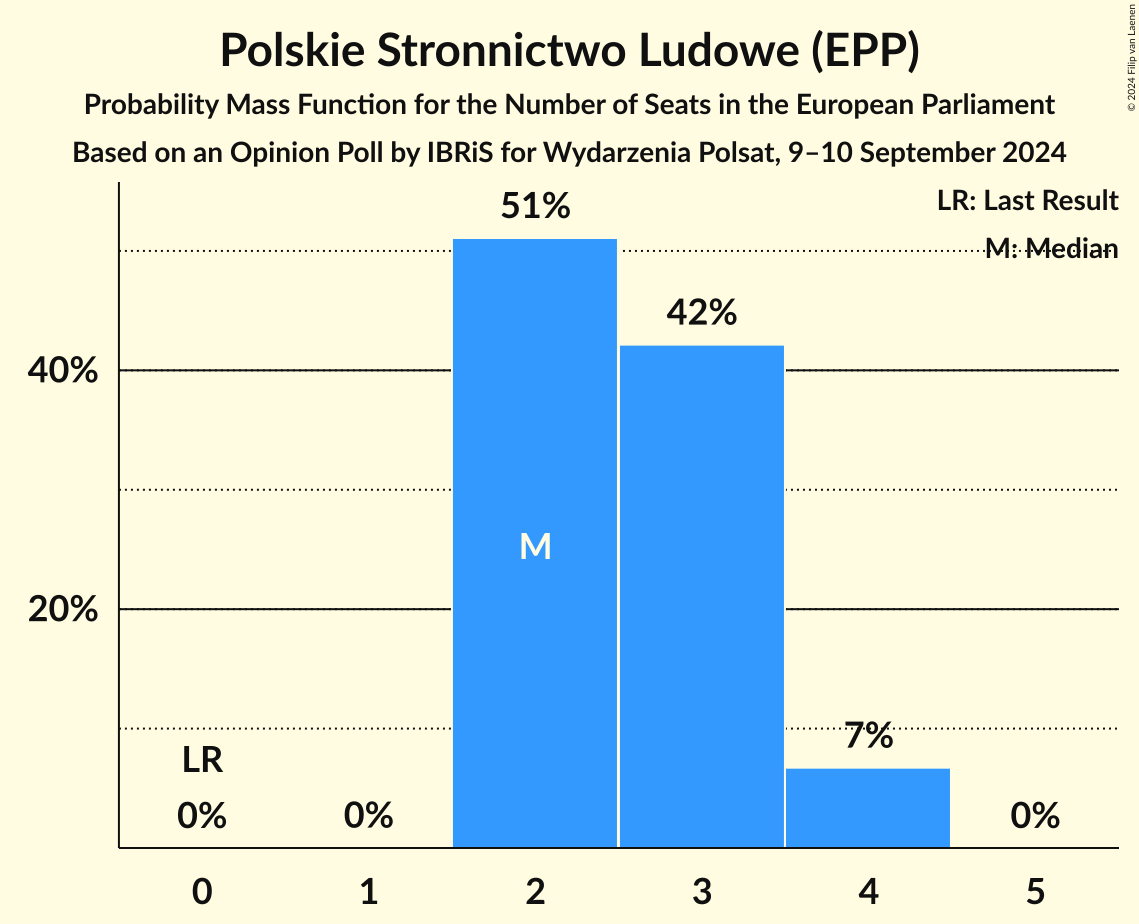 Polskie Stronnictwo Ludowe (EPP)
Probability Mass Function for the Number of Seats in the European Parliament
Based on an Opinion Poll by IBRiS for Wydarzenia Polsat, 9–10 September 2024
© 2024 Filip van Laenen
LR: Last Result
M: Median
51%
42%
40%
M
20%
7%
LR
0%
0%
0%
0
1
2
3
4
5